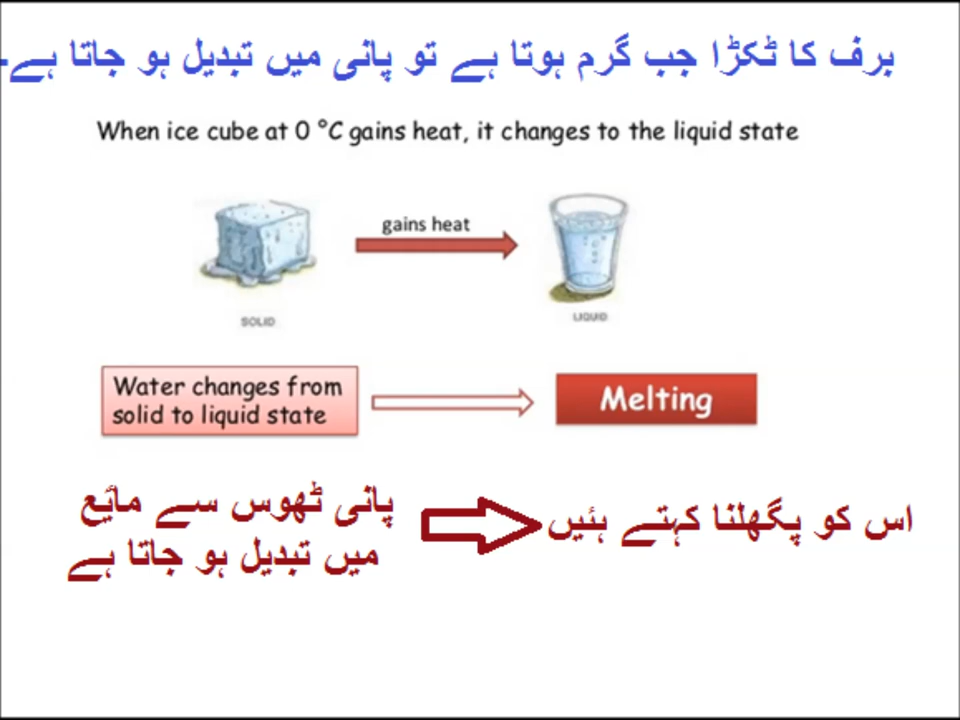 برف کا ٹکڑا جب گرم ہوتا ہے تو پانی میں تبدیل ہو جاتا ہے۔
When ice cube at 0 °C gains heat, it changes to the liquid state
gains heat
SOLID
LIQUID
Water changes from
solid to liquid state
Melting
پانی ٹھوس سے مائع
میں تبدیل ہو جاتا ہے
اس کو پگھلنا کہتے ہئیں